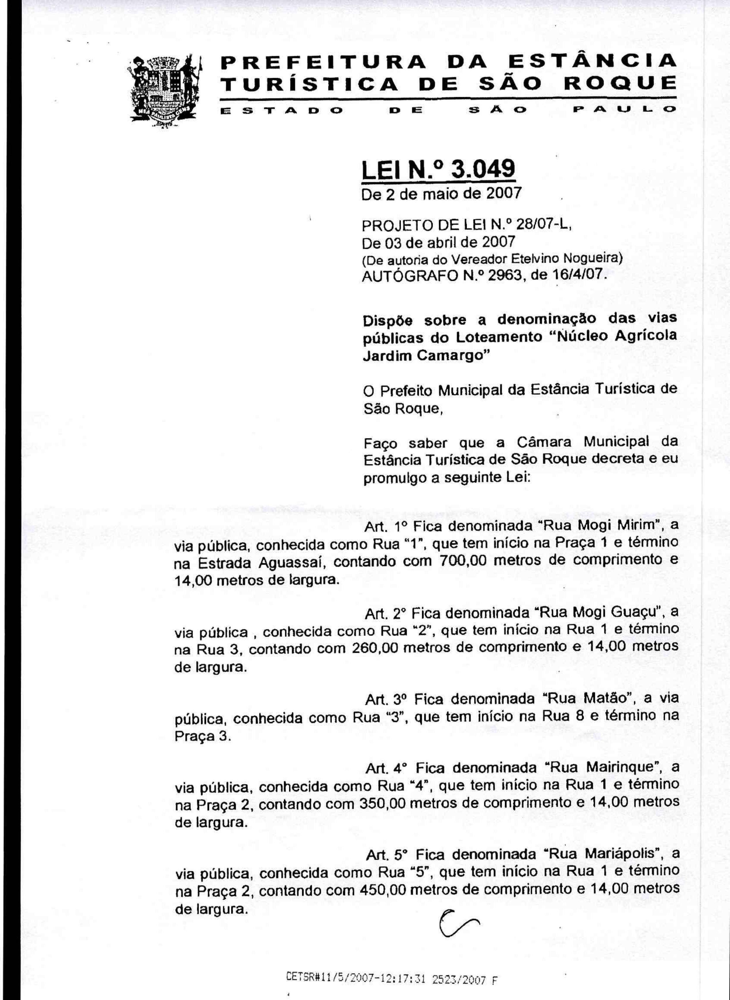 PREFEITURA DA ESTÂNCIA
TURÍSTICA DE SÃO ROQUE
ESTADO DE SÃO PAULO
LEI N.º 3.049
De 2 de maio de 2007
PROJETO DE LEI N.º 28/07-L,
De 03 de abril de 2007
(De autoria do Vereador Etelvino Nogueira)
AUTÓGRAFO N.º 2963, de 16/4/07.
Dispõe sobre a denominação das vias
públicas do Loteamento “Núcleo Agrícola
Jardim Camargo”
O Prefeito Municipal da Estância Turística de
São Roque,
Faço saber que a Câmara Municipal da
Estância Turística de São Roque decreta e eu
promulgo a seguinte Lei:
Art. 1º Fica denominada “Rua Mogi Mirim”, a
via pública, conhecida como Rua “1”, que tem início na Praça 1 e término
na Estrada Aguassaí, contando com 700,00 metros de comprimento e
14,00 metros de largura.
Art. 2º Fica denominada “Rua Mogi Guaçu”, a
via pública , conhecida como Rua “2”, que tem início na Rua 1 e término
na Rua 3, contando com 260,00 metros de comprimento e 14,00 metros
de largura.
Art. 3º Fica denominada “Rua Matão”, a via
pública, conhecida como Rua “3”, que tem início na Rua 8 e término na
Praça 3.
Art. 4º Fica denominada “Rua Mairinque”, a
via pública, conhecida como Rua “4”, que tem início na Rua 1 e término
na Praça 2, contando com 350,00 metros de comprimento e 14,00 metros
de largura.
Art. 5º Fica denominada “Rua Mariápolis”, a
via pública, conhecida como Rua “5”, que tem início na Rua 1 e término
na Praça 2, contando com 450,00 metros de comprimento e 14,00 metros
de largura.
CETSR#11/5/2007-12:17:31 2523/2007 F